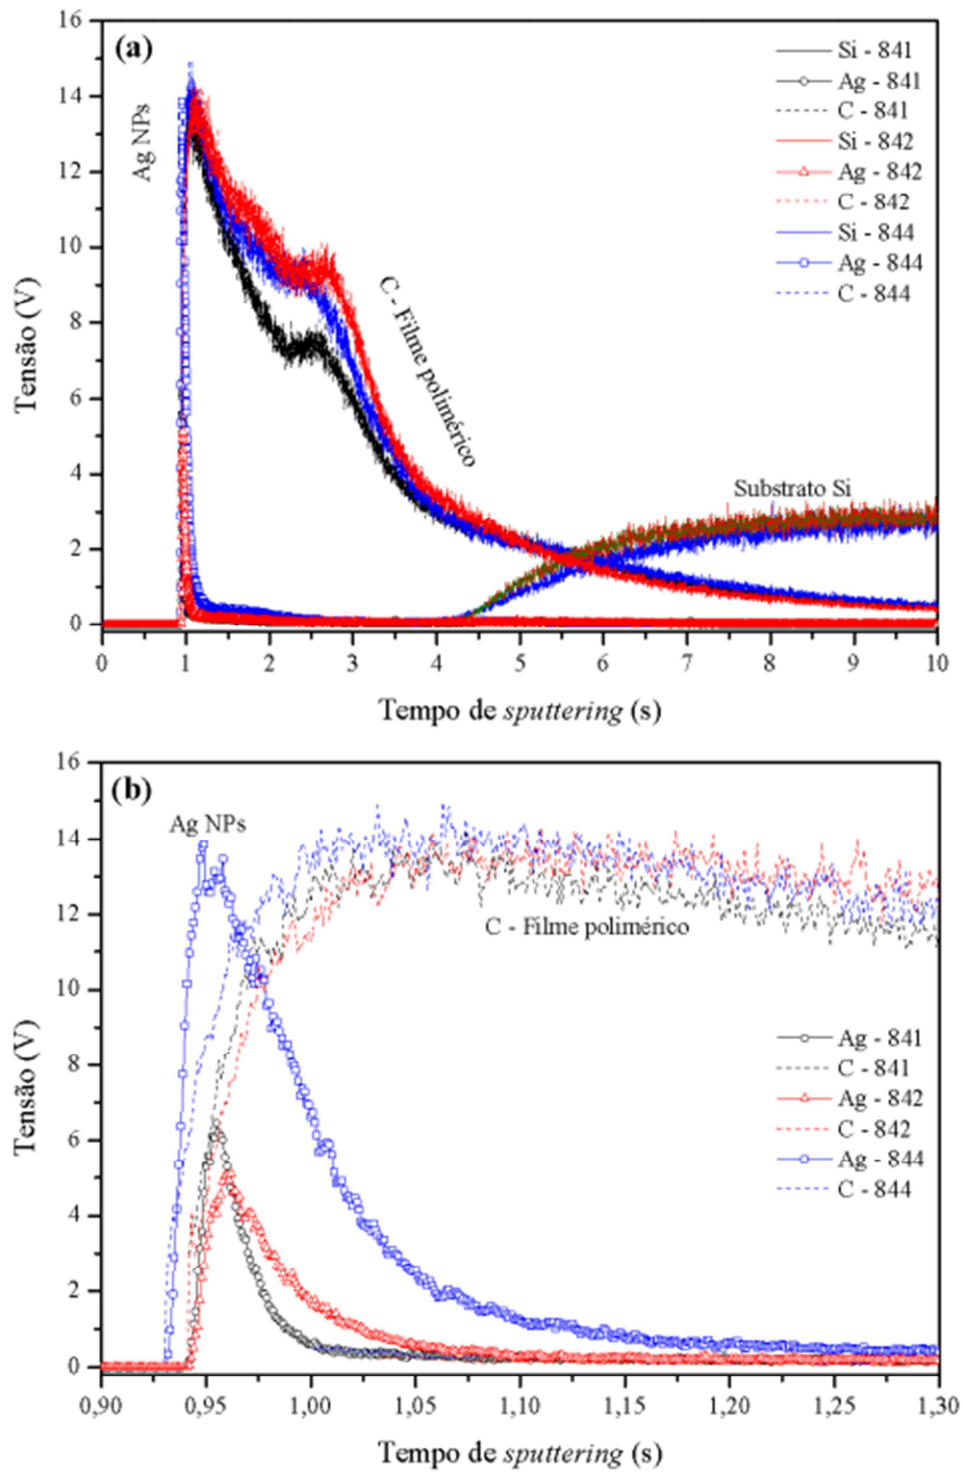 (a)
Ag NPs
16
14
12
10
8
6
4
2
0
Tensão (V)
Si - 841
Ag - 841
C - 841
Si - 842
Ag - 842
C - 842
Si - 844
Ag - 844
C - 844
C - Filme polimérico
Substrato Si
0 1 2 3 4 5 6 7 8 9 10
Tempo de sputtering (s)
(b)
Ag NPs
16
14
12
10
8
6
4
2
0
Tensão (V)
C - Filme polimérico
Ag - 841
C - 841
Ag - 842
C - 842
Ag - 844
C - 844
0,90 0,95 1,00 1,05 1,10 1,15 1,20 1,25 1,30
Tempo de sputtering (s)